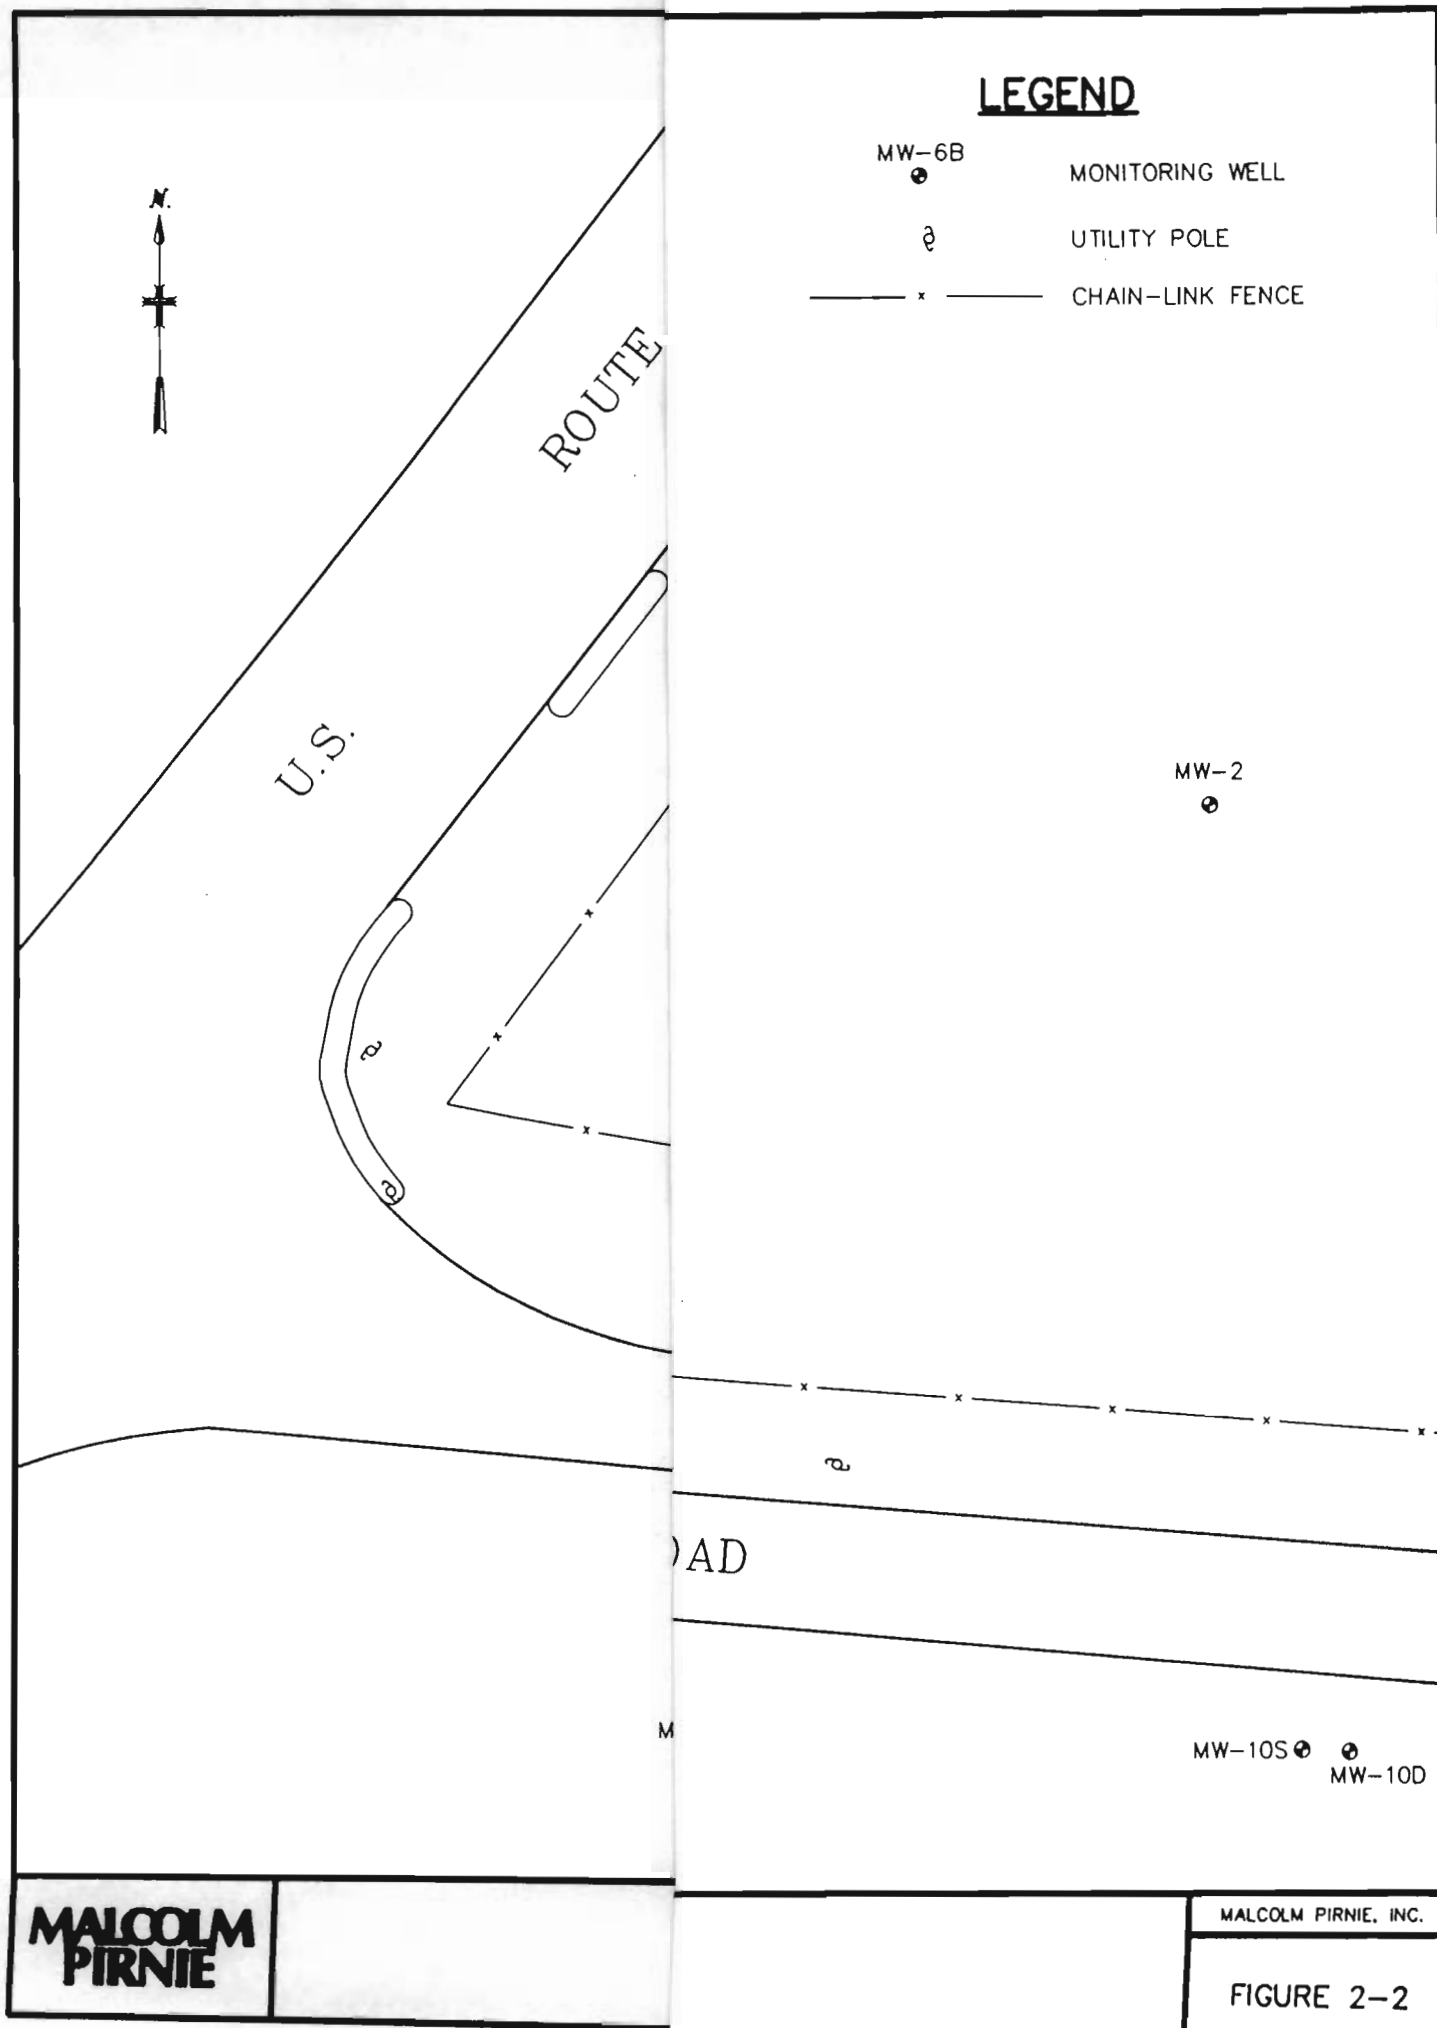 LEGEND
MW-6B
MONITORING WELL
UTILITY POLE
x
CHAIN-LINK FENCE
N.
ROUTE
U.S.
MW-2
x
x
x
x
x
x
x
x
OAD
M
MW-10S
MW-10D
MALCOLM
PIRNIE
MALCOLM PIRNIE, INC.
FIGURE 2-2